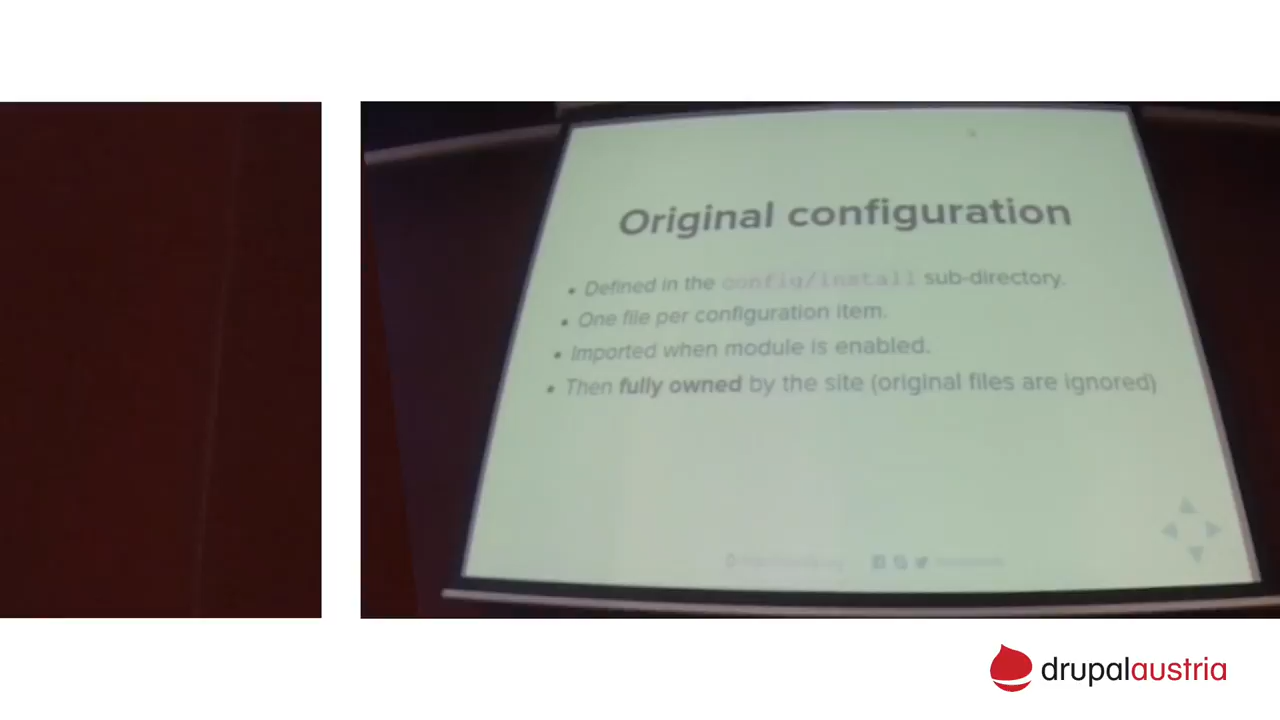 Original configuration
• Defined in the config/install sub-directory.
• One file per configuration item.
• Imported when module is enabled.
• Then fully owned by the site (original files are ignored)
drupalaustria